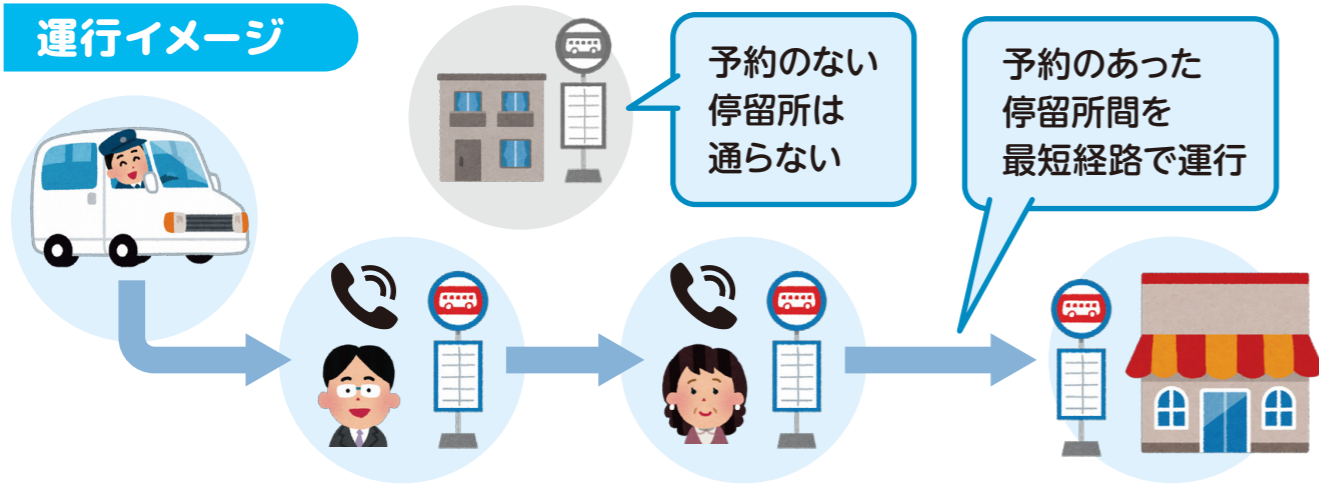 運行イメージ
予約のない
停留所は
通らない
予約のあった
停留所間を
最短経路で運行